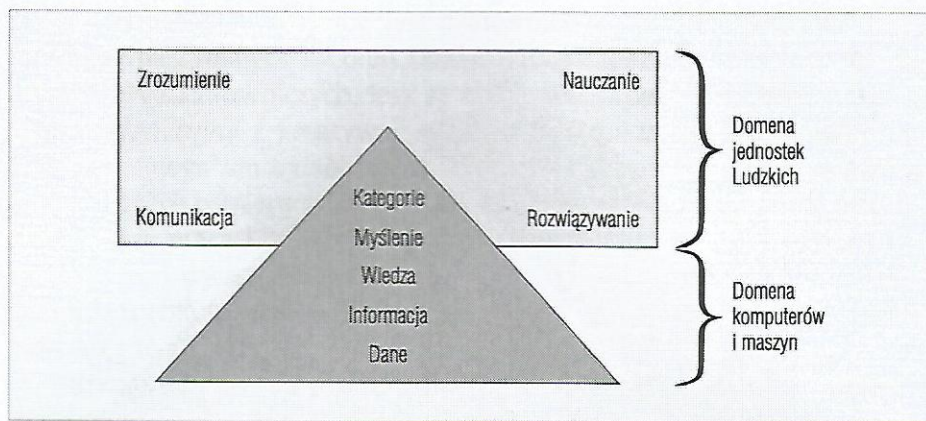 Zrozumienie
Nauczanie
Domena
jednostek
Ludzkich
Kategorie
Komunikacja
Rozwiązywanie
Myślenie
Wiedza
Informacja
Dane
Domena
komputerów
i maszyn